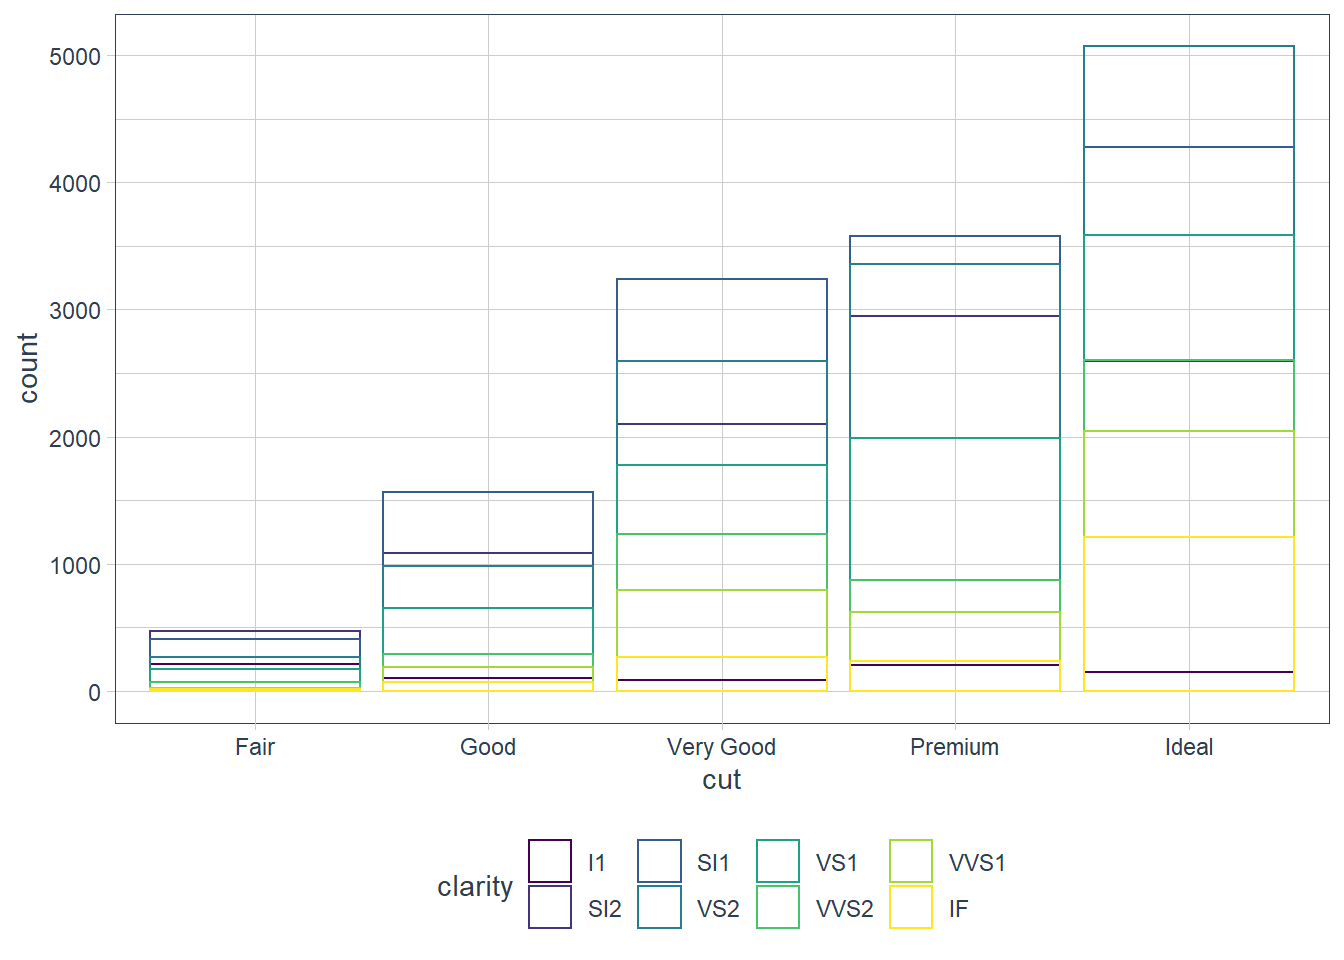 5000
4000
3000
2000
1000
0
count
Fair Good Very Good Premium Ideal
cut
clarity
I1 SI1 VS1 VVS1
SI2 VS2 VVS2 IF